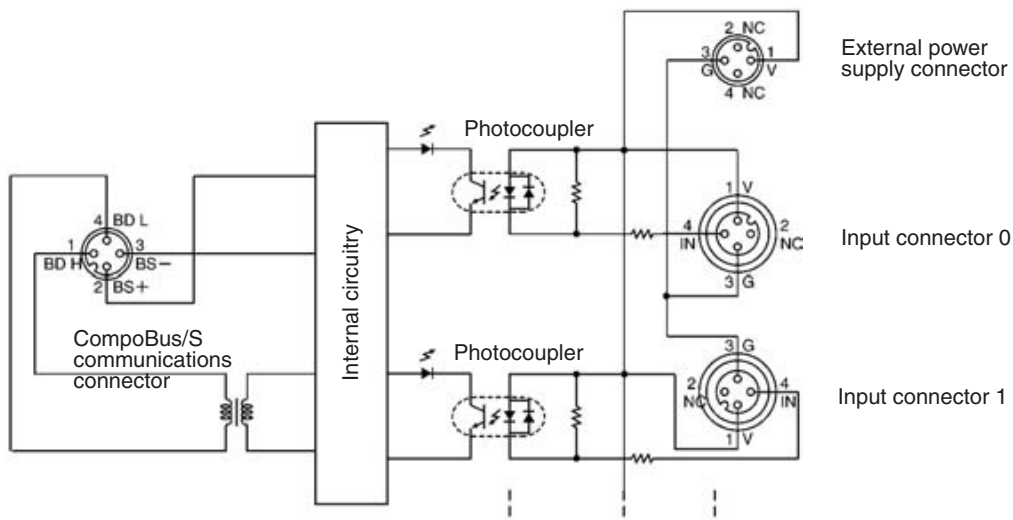 2 NC
3
1
G
V
4 NC
External power
supply connector
Photocoupler
1 V
4
IN
2
NC
3 G
Input connector 0
4 BD L
1
3
BD H
BS−
2 BS+
CompoBus/S
communications
connector
Internal circuitry
Photocoupler
3 G
2
NC
4
IN
1 V
Input connector 1